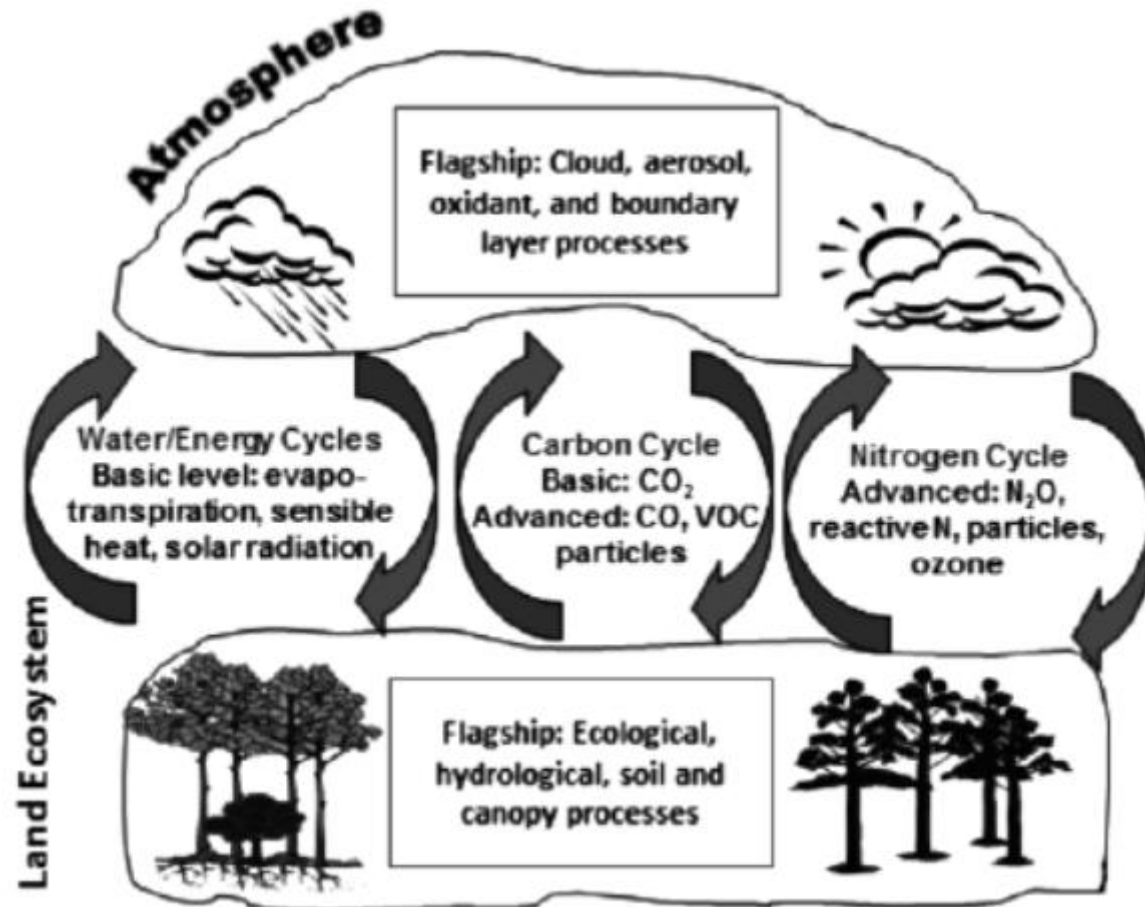 Atmosphere
Flagship: Cloud, aerosol,
oxidant, and boundary
layer processes
Water/Energy Cycles
Basic level: evapo-
transpiration, sensible
heat, solar radiation
Carbon Cycle
Basic: CO₂
Advanced: CO, VOC
particles
Nitrogen Cycle
Advanced: N₂O,
reactive N, particles,
ozone
Land Ecosystem
Flagship: Ecological,
hydrological, soil and
canopy processes